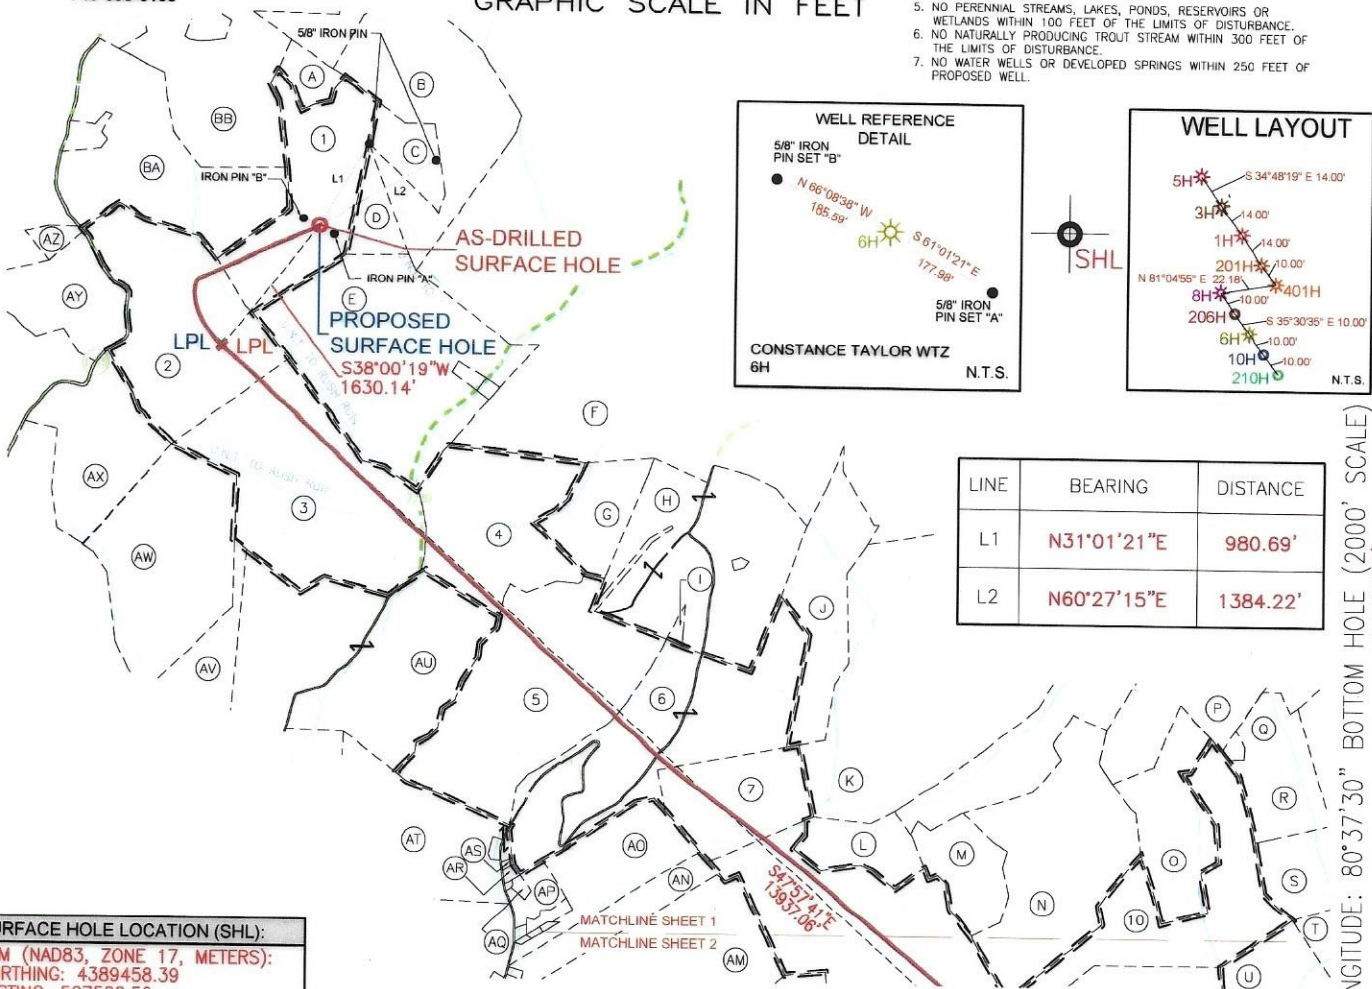 GRAPHIC SCALE IN FEET
5. NO PERENNIAL STREAMS, LAKES, PONDS, RESERVOIRS OR
WETLANDS WITHIN 100 FEET OF THE LIMITS OF DISTURBANCE.
6. NO NATURALLY PRODUCING TROUT STREAM WITHIN 300 FEET OF
THE LIMITS OF DISTURBANCE.
7. NO WATER WELLS OR DEVELOPED SPRINGS WITHIN 250 FEET OF
PROPOSED WELL.
5/8" IRON PIN
A
B
BB
1
C
BA
IRON PIN "B"
L1
L2
D
AZ
AS-DRILLED
SURFACE HOLE
IRON PIN "A"
AY
E
PROPOSED
SURFACE HOLE
LPL
LPL
2
S38°00'19"W
1630.14'
UNT TO RUSH RUN
UNT TO RUSH RUN
WELL REFERENCE
DETAIL
5/8" IRON
PIN SET "B"
N 66°08'38" W
185.59'
6H
S 61°01'21" E
177.98'
5/8" IRON
PIN SET "A"
CONSTANCE TAYLOR WTZ
6H
N.T.S.
SHL
WELL LAYOUT
5H
S 34°48'19" E 14.00'
3H
14.00'
1H
14.00'
201H
10.00'
N 81°04'55" E 22.18'
401H
8H
10.00'
206H
S 35°30'35" E 10.00'
6H
10.00'
10H
10.00'
210H
N.T.S.
LINE BEARING DISTANCE
L1 N31°01'21"E 980.69'
L2 N60°27'15"E 1384.22'
F
AX
3
G
H
4
AW
I
J
AV
AU
5
6
P
Q
7
K
R
AT
AS
AR
AO
L
M
O
AP
AN
S47°57'41"E
13937.06'
N
10
S
T
AQ
MATCHLINE SHEET 1
MATCHLINE SHEET 2
AM
U
RFACE HOLE LOCATION (SHL):
M (NAD83, ZONE 17, METERS):
RTHING: 4389458.39
NGITUDE: 80°37'30" BOTTOM HOLE (2000' SCALE)